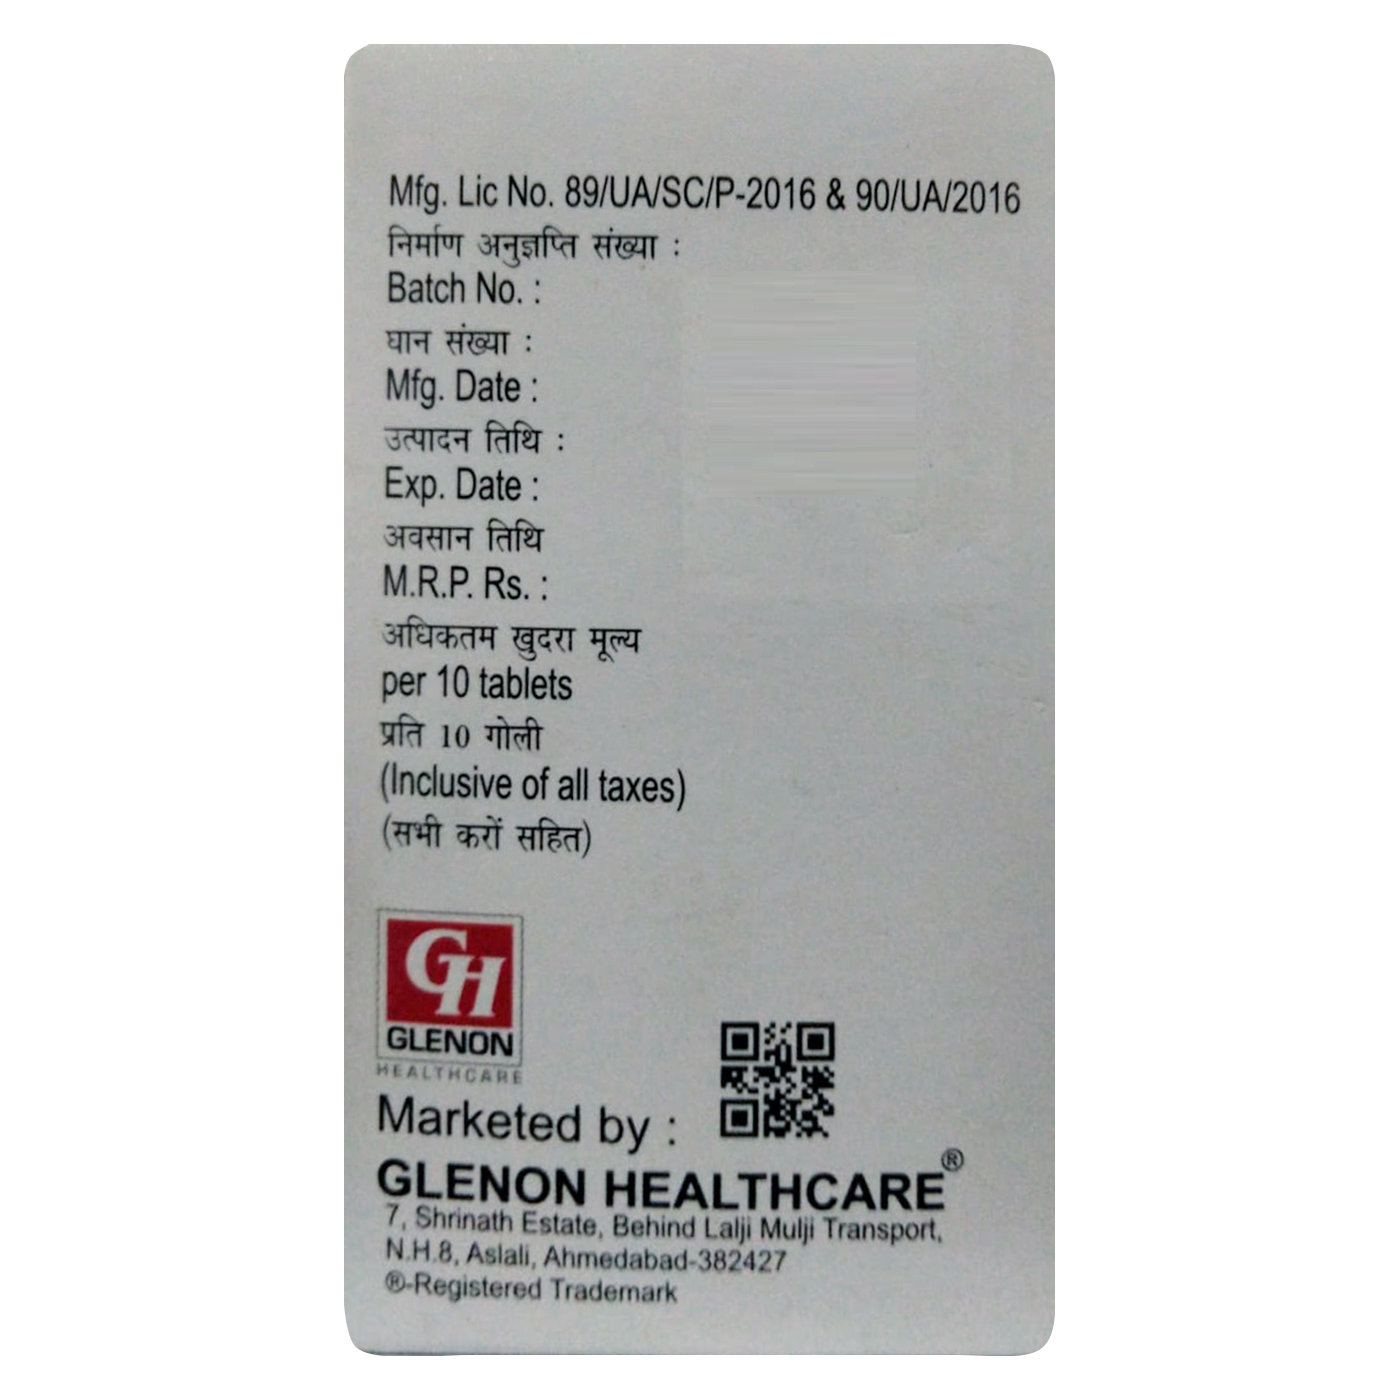 Mfg. Lic No. 89/UA/SC/P-2016 & 90/UA/2016
निर्माण अनुज्ञप्ति संख्या :
Batch No. :
घान संख्या :
Mfg. Date :
उत्पादन तिथि :
Exp. Date :
अवसान तिथि
M.R.P. Rs. :
अधिकतम खुदरा मूल्य
per 10 tablets
प्रति 10 गोली
(Inclusive of all taxes)
(सभी करों सहित)
GH
GLENON
HEALTHCARE
Marketed by :
GLENON HEALTHCARE®
7, Shrinath Estate, Behind Lalji Mulji Transport,
N.H.8, Aslali, Ahmedabad-382427
®-Registered Trademark